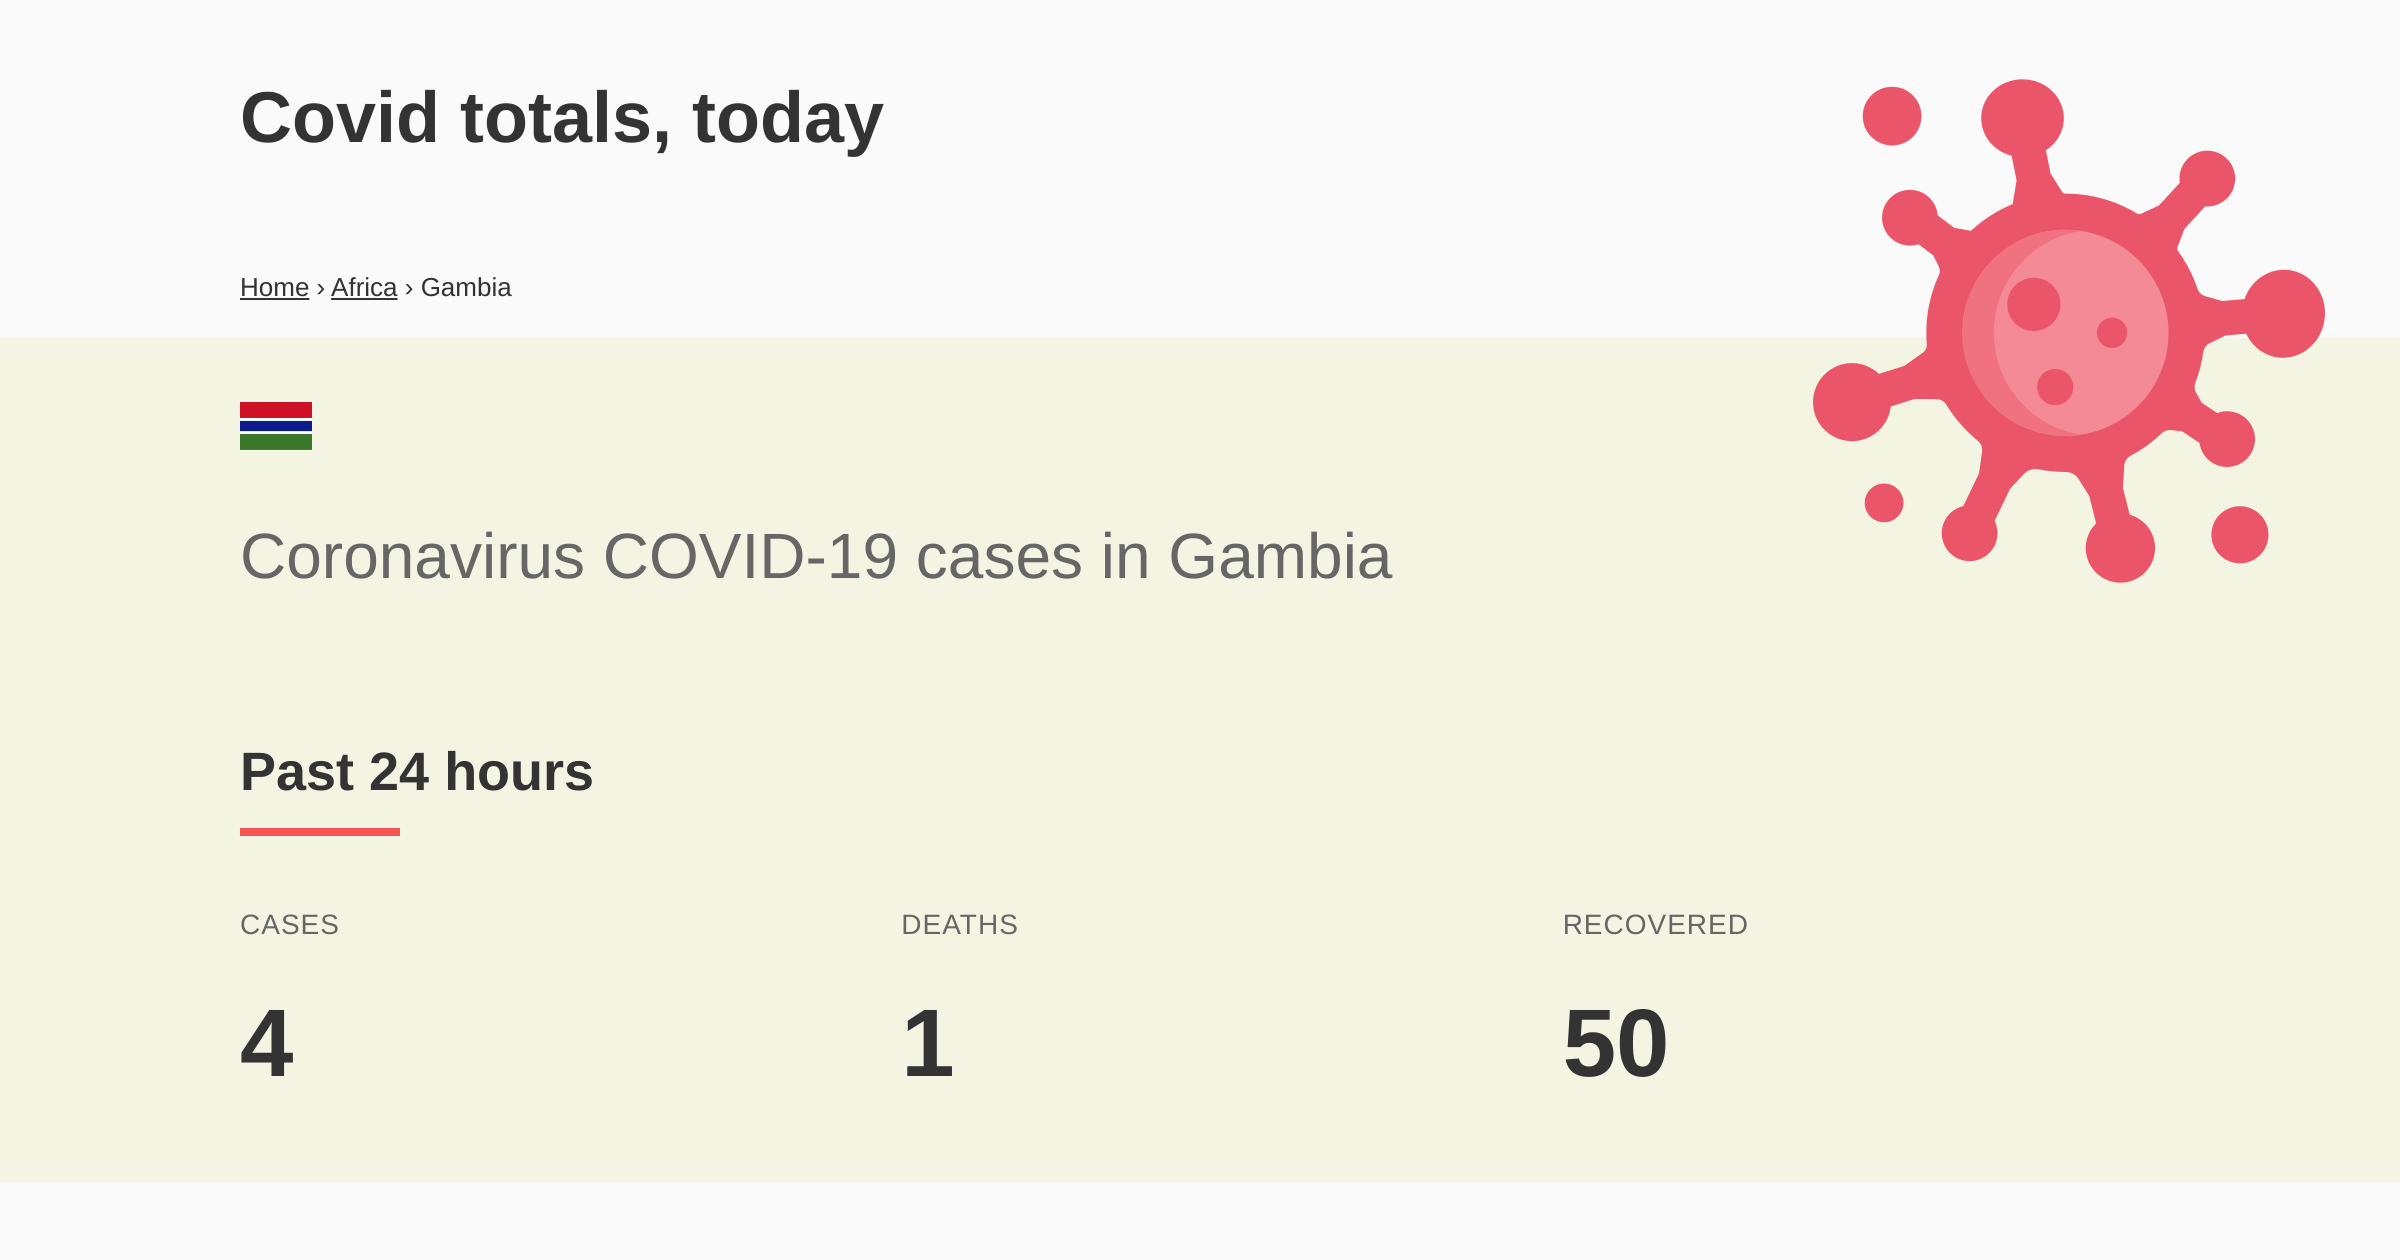 Covid totals, today
Home › Africa › Gambia
Coronavirus COVID-19 cases in Gambia
Past 24 hours
CASES DEATHS RECOVERED
4 1 50